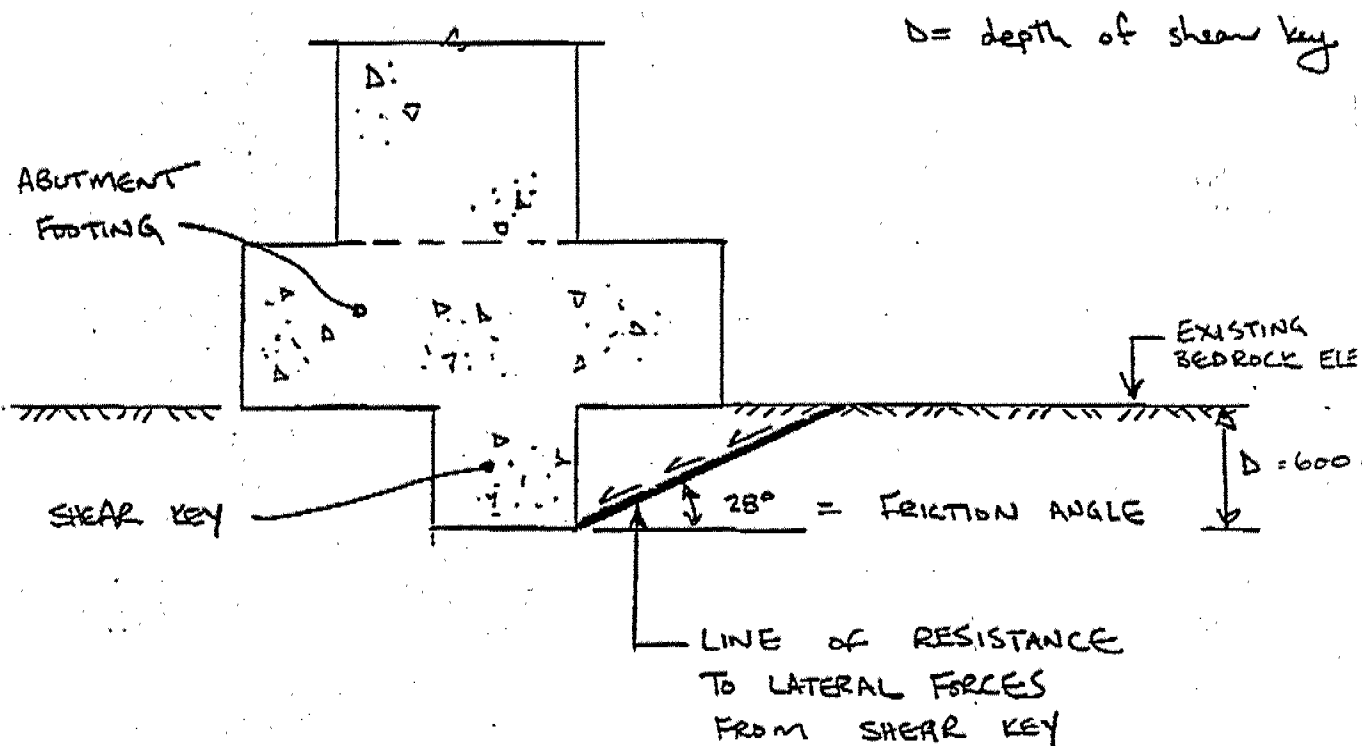 D= depth of shear key
ABUTMENT
FOOTING
EXISTING
BEDROCK ELE
D = 600
SHEAR KEY
28° = FRICTION ANGLE
LINE OF RESISTANCE
TO LATERAL FORCES
FROM SHEAR KEY